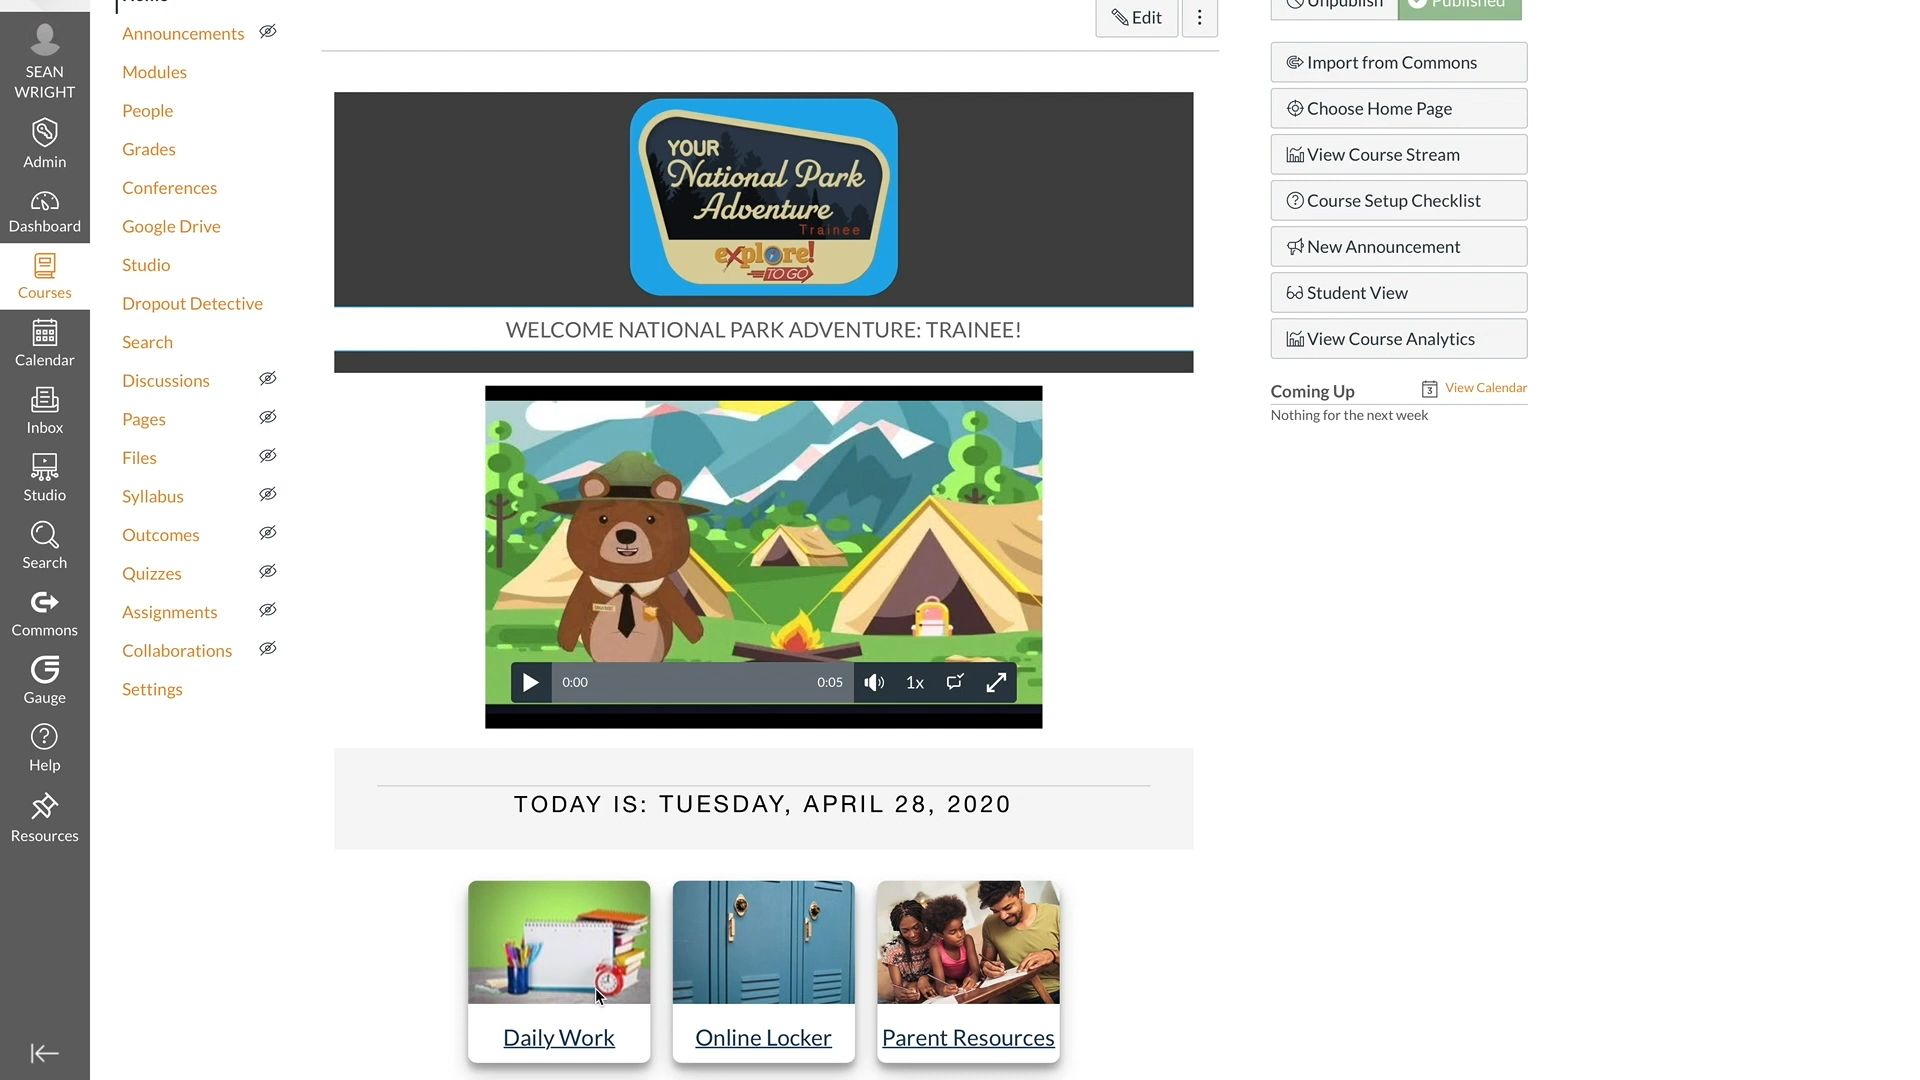 SEAN
WRIGHT
Admin
Dashboard
Courses
Calendar
Inbox
Studio
Search
Commons
Gauge
Help
Resources
Home
Announcements
Modules
People
Grades
Conferences
Google Drive
Studio
Dropout Detective
Search
Discussions
Pages
Files
Syllabus
Outcomes
Quizzes
Assignments
Collaborations
Settings
Edit
YOUR
National Park
Adventure
Trainee
explore!
TO GO
WELCOME NATIONAL PARK ADVENTURE: TRAINEE!
0:00
0:05
1x
TODAY IS: TUESDAY, APRIL 28, 2020
Daily Work
Online Locker
Parent Resources
Unpublish
Published
Import from Commons
Choose Home Page
View Course Stream
Course Setup Checklist
New Announcement
Student View
View Course Analytics
Coming Up
3
View Calendar
Nothing for the next week